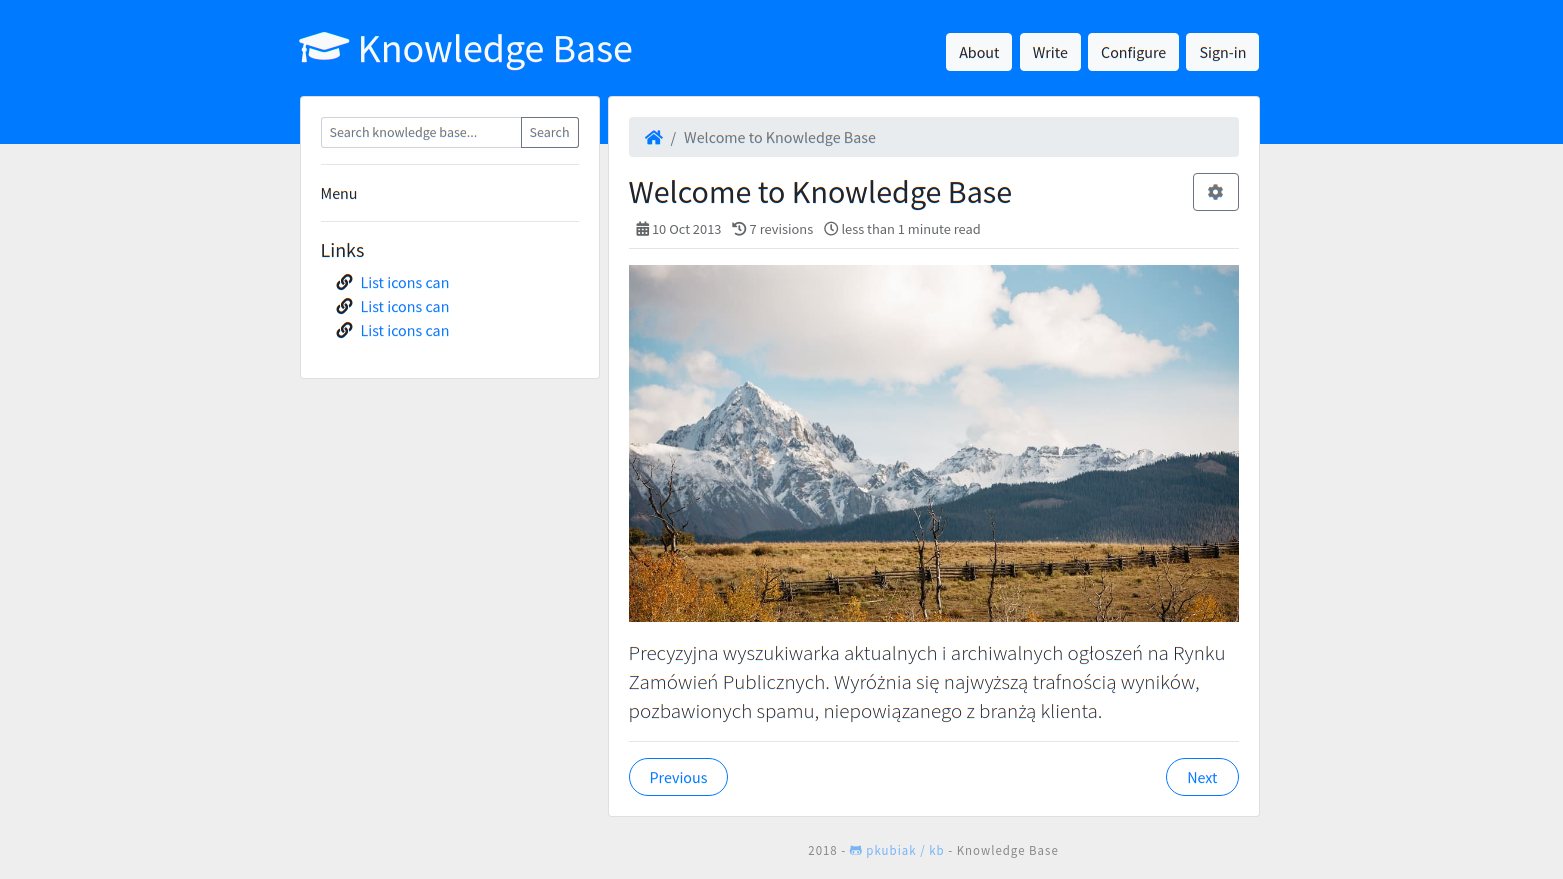 Knowledge Base
About
Write
Configure
Sign-in
Search knowledge base...
Search
Menu
Links
List icons can
List icons can
List icons can
/ Welcome to Knowledge Base
Welcome to Knowledge Base
10 Oct 2013 7 revisions less than 1 minute read
Precyzyjna wyszukiwarka aktualnych i archiwalnych ogłoszeń na Rynku
Zamówień Publicznych. Wyróżnia się najwyższą trafnością wyników,
pozbawionych spamu, niepowiązanego z branżą klienta.
Previous
Next
2018 - pkubiak / kb - Knowledge Base